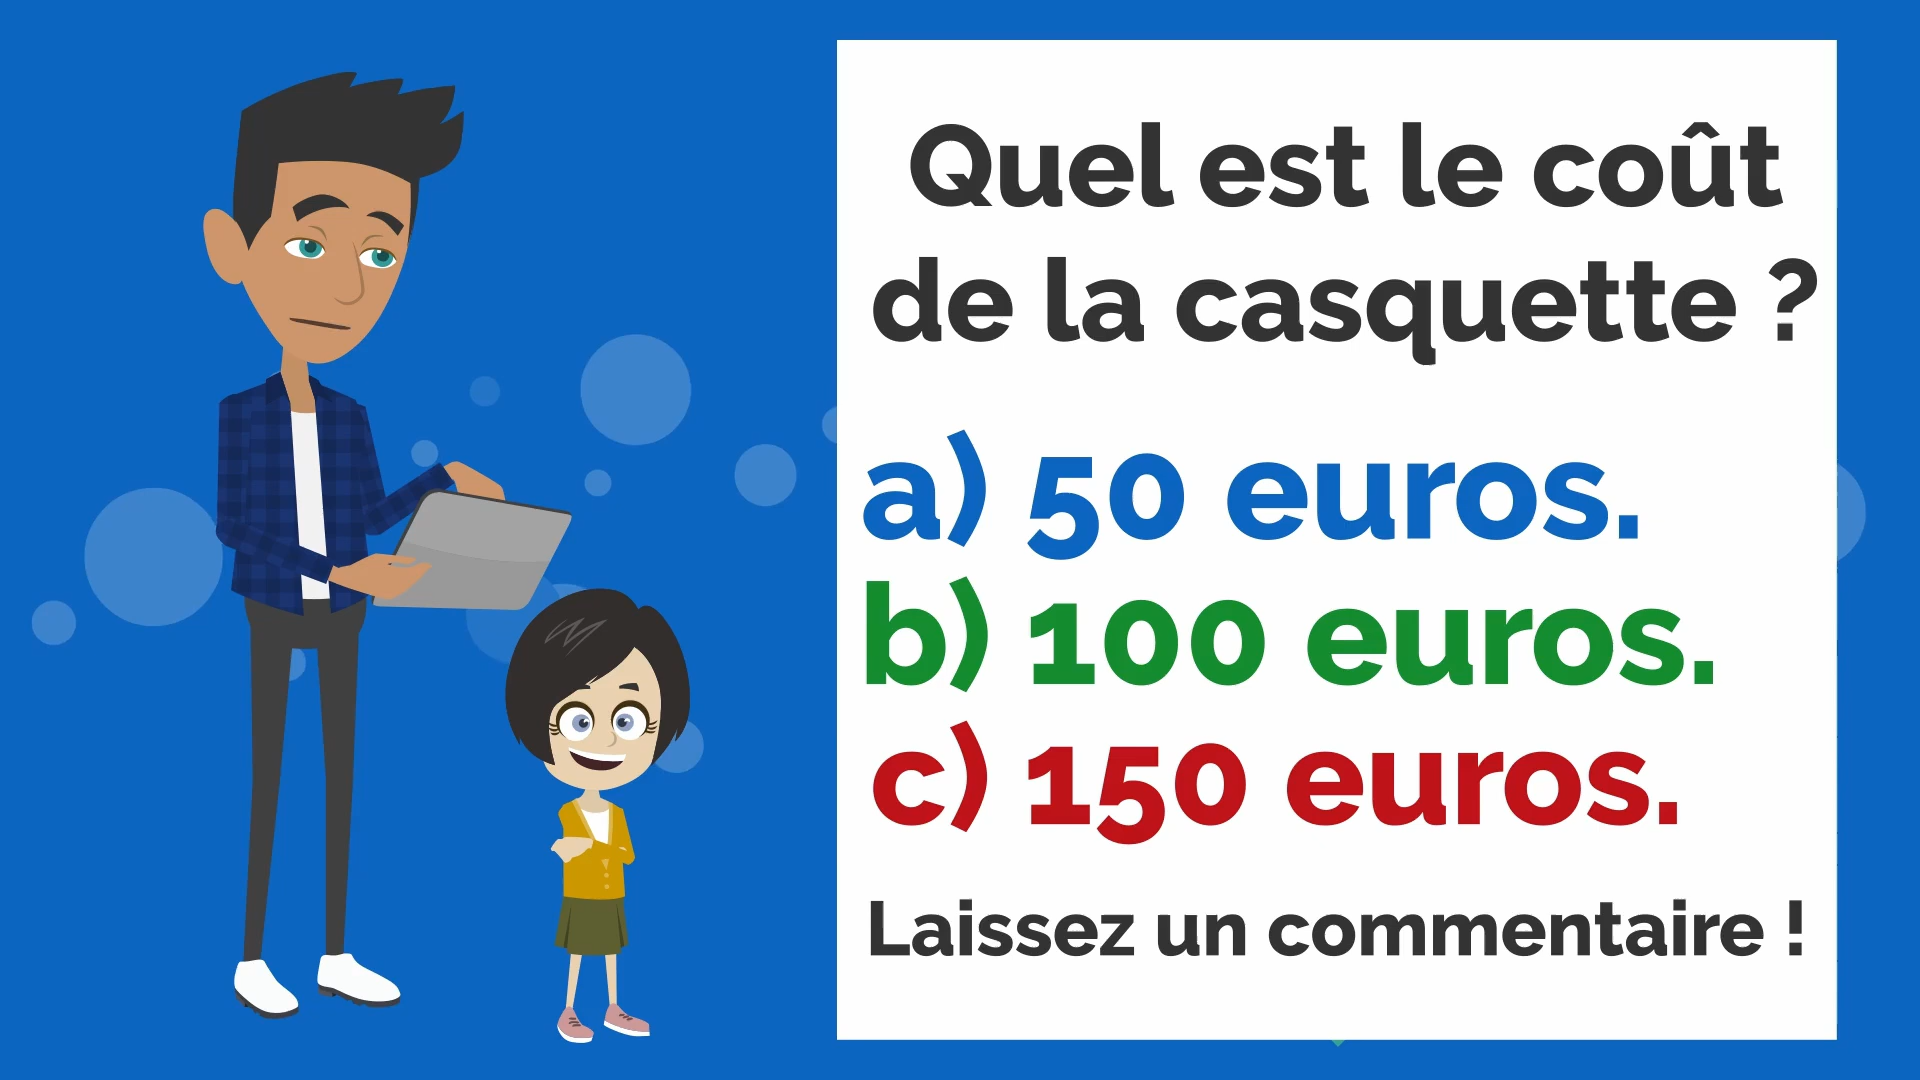 Quel est le coût
de la casquette ?
a) 50 euros.
b) 100 euros.
c) 150 euros.
Laissez un commentaire !